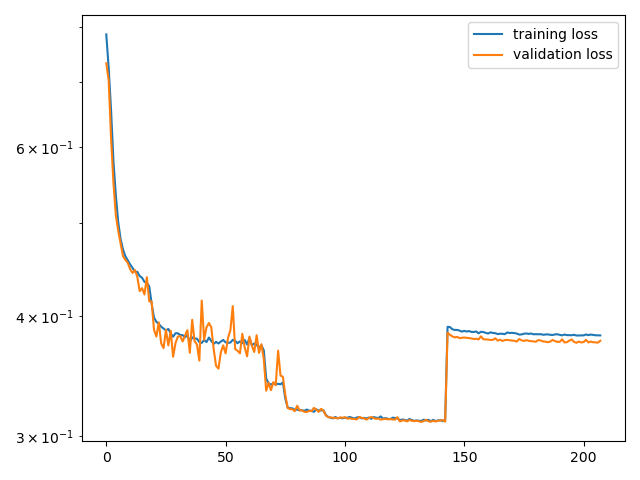 training loss
validation loss
6 × 10⁻¹
4 × 10⁻¹
3 × 10⁻¹
0 50 100 150 200